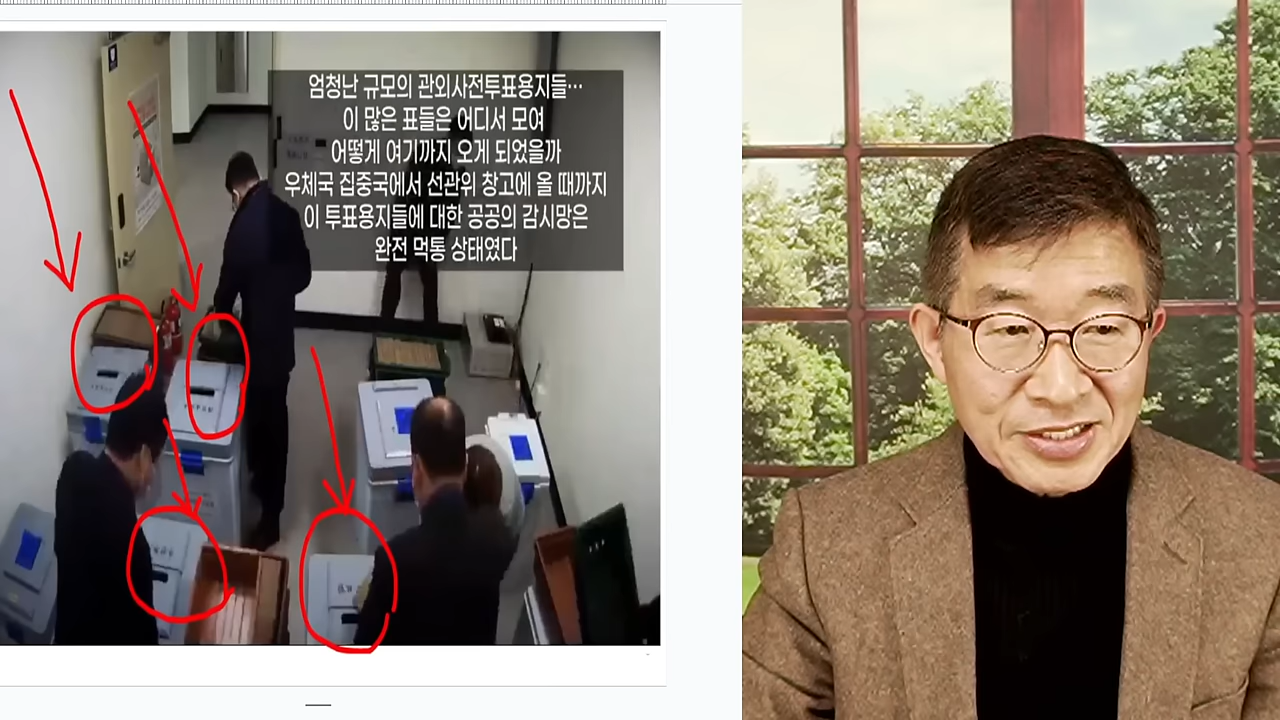 엄청난 규모의 관외사전투표용지들…
이 많은 표들은 어디서 모여
어떻게 여기까지 오게 되었을까
우체국 집중국에서 선관위 창고에 올 때까지
이 투표용지들에 대한 공공의 감시망은
완전 먹통 상태였다